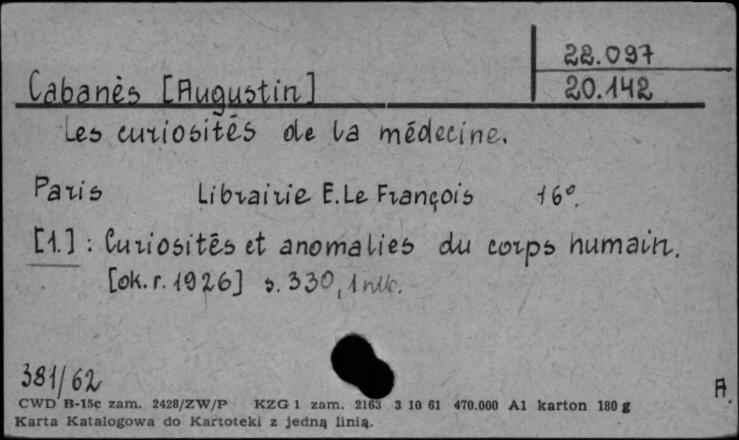 22.097
20.142
Cabanès [Augustin]
Les curiosités de la médecine.
Paris Librairie E. Le François 16°.
[1.] : Curiosités et anomalies du corps humain.
[ok. r. 1926] s. 330, 1 nlb.
381/62
A.
CWD B-15c zam. 2428/ZW/P KZG 1 zam. 2163 3 10 61 470.000 A1 karton 180 g
Karta Katalogowa do Kartoteki z jedną linią.